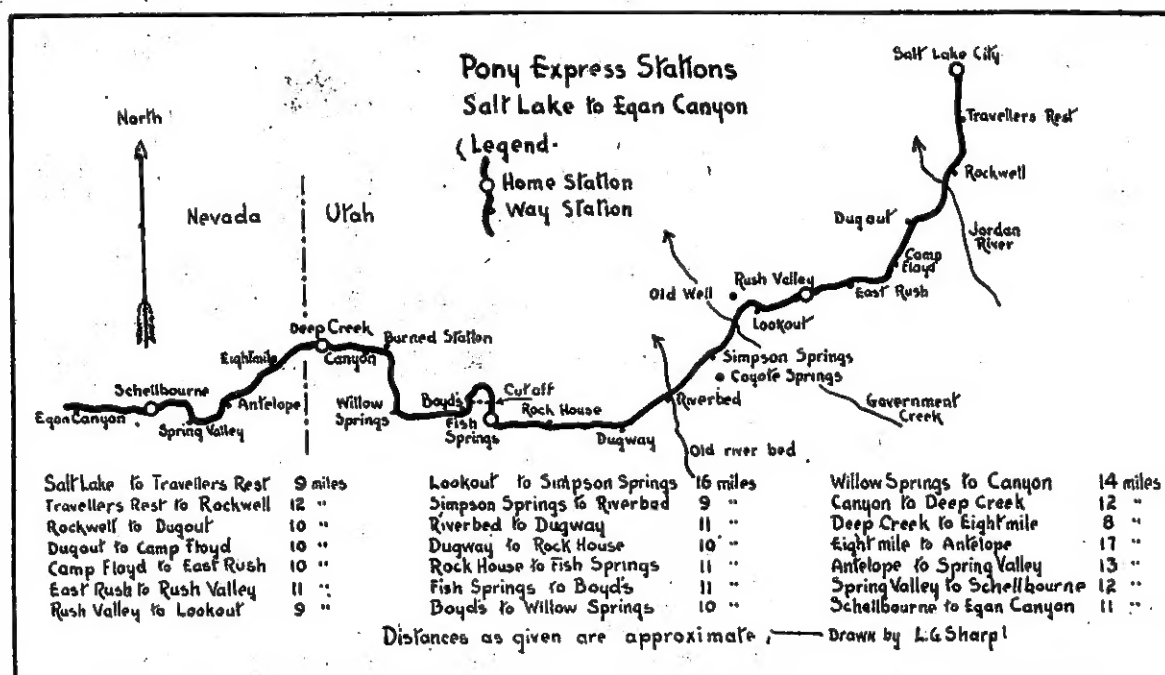 Pony Express Stations
Salt Lake to Egan Canyon
Legend-
Home Station
Way Station
North
Nevada
Utah
Salt Lake City
Travellers Rest
Rockwell
Jordan
River
Dugout
Camp
Floyd
East Rush
Rush Valley
Old Well
Lookout
Simpson Springs
Coyote Springs
Government
Creek
Riverbed
Old river bed
Dugway
Rock House
Cutoff
Fish
Springs
Boyd's
Willow
Springs
Burned Station
Canyon
Deep Creek
Eightmile
Antelope
Spring Valley
Schellbourne
Egan Canyon
Salt Lake to Travellers Rest 9 miles
Travellers Rest to Rockwell 12 "
Rockwell to Dugout 10 "
Dugout to Camp Floyd 10 "
Camp Floyd to East Rush 10 "
East Rush to Rush Valley 11 "
Rush Valley to Lookout 9 "
Lookout to Simpson Springs 16 miles
Simpson Springs to Riverbed 9 "
Riverbed to Dugway 11 "
Dugway to Rock House 10 "
Rock House to Fish Springs 11 "
Fish Springs to Boyd's 11 "
Boyd's to Willow Springs 10 "
Willow Springs to Canyon 14 miles
Canyon to Deep Creek 12 "
Deep Creek to Eightmile 8 "
Eightmile to Antelope 17 "
Antelope to Spring Valley 13 "
Spring Valley to Schellbourne 12 "
Schellbourne to Egan Canyon 11 "
Distances as given are approximate, — Drawn by L.G. Sharp